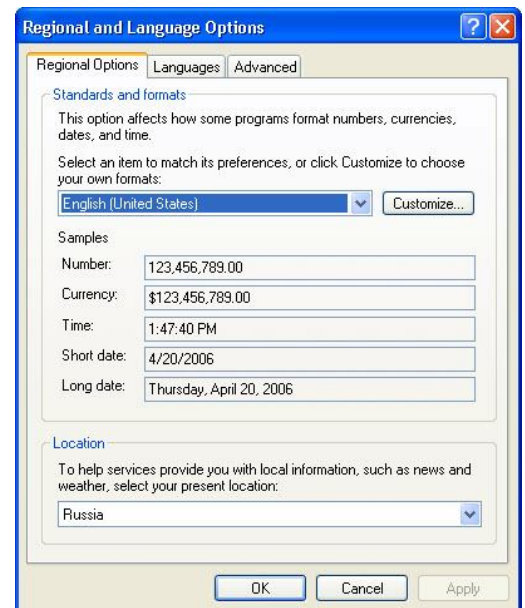 Regional and Language Options
Regional Options Languages Advanced
Standards and formats
This option affects how some programs format numbers, currencies,
dates, and time.
Select an item to match its preferences, or click Customize to choose
your own formats:
English (United States) Customize...
Samples
Number: 123,456,789.00
Currency: $123,456,789.00
Time: 1:47:40 PM
Short date: 4/20/2006
Long date: Thursday, April 20, 2006
Location
To help services provide you with local information, such as news and
weather, select your present location:
Russia
OK Cancel Apply